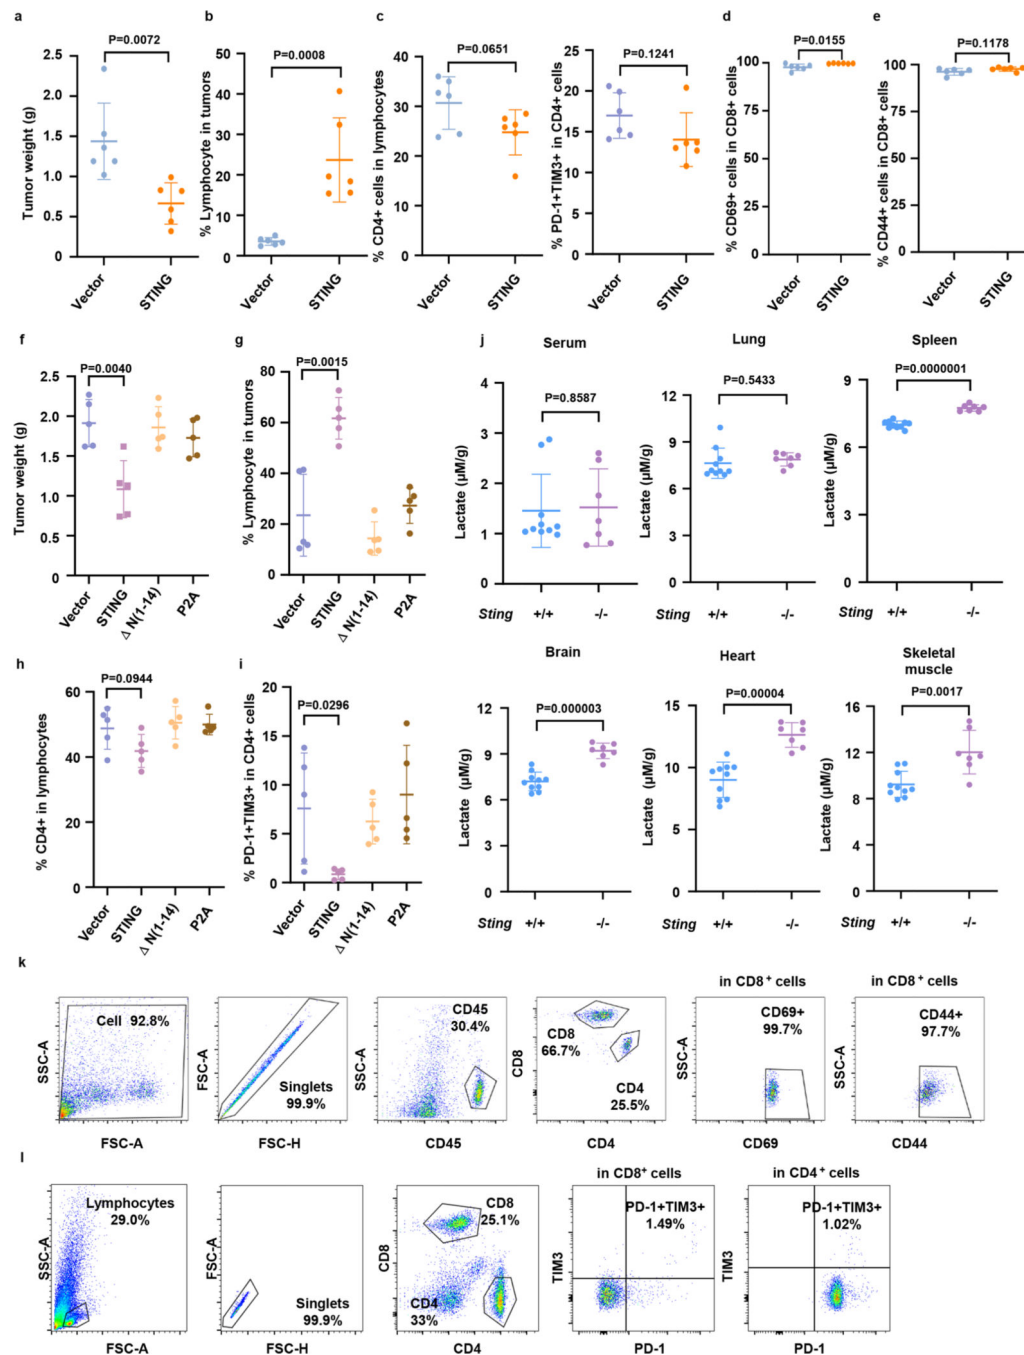 a
P=0.0072
Tumor weight (g)
2.5
2.0
1.5
1.0
0.5
0
Vector
STING
b
P=0.0008
% Lymphocyte in tumors
50
40
30
20
10
0
Vector
STING
c
P=0.0651
% CD4+ cells in lymphocytes
40
30
20
10
0
Vector
STING
P=0.1241
% PD-1+TIM3+ in CD4+ cells
25
20
15
10
5
0
Vector
STING
d
P=0.0155
% CD69+ cells in CD8+ cells
100
50
100
25
0
Vector
STING
e
P=0.1178
% CD44+ cells in CD8+ cells
100
75
50
25
0
Vector
STING
f
P=0.0040
Tumor weight (g)
2.5
2.0
1.5
1.0
0.5
0
Vector
STING
Δ N(1-14)
P2A
g
P=0.0015
% Lymphocyte in tumors
80
60
40
20
0
Vector
STING
Δ N(1-14)
P2A
j
Serum
P=0.8587
Lactate (μM/g)
4
3
2
1
0
Sting +/+ -/-
Lung
P=0.5433
Lactate (μM/g)
12
9
6
3
0
+/+ -/-
Spleen
P=0.0000001
Lactate (μM/g)
9
6
3
0
Sting +/+ -/-
h
P=0.0944
% CD4+ in lymphocytes
60
40
20
0
Vector
STING
Δ N(1-14)
P2A
i
P=0.0296
% PD-1+TIM3+ in CD4+ cells
20
15
10
5
0
Vector
STING
Δ N(1-14)
P2A
Brain
P=0.000003
Lactate (μM/g)
12
9
6
3
0
Sting +/+ -/-
Heart
P=0.00004
Lactate (μM/g)
15
10
5
0
+/+ -/-
Skeletal
muscle
P=0.0017
Lactate (μM/g)
16
12
8
4
0
Sting +/+ -/-
k
Cell 92.8%
SSC-A
FSC-A
Singlets
99.9%
FSC-A
FSC-H
CD45
30.4%
SSC-A
CD45
CD8
66.7%
CD4
25.5%
CD8
CD4
in CD8+ cells
CD69+
99.7%
SSC-A
CD69
in CD8+ cells
CD44+
97.7%
SSC-A
CD44
l
Lymphocytes
29.0%
SSC-A
FSC-A
Singlets
99.9%
FSC-A
FSC-H
CD8
25.1%
CD4
33%
CD8
CD4
in CD8+ cells
PD-1+TIM3+
1.49%
TIM3
PD-1
in CD4+ cells
PD-1+TIM3+
1.02%
TIM3
PD-1